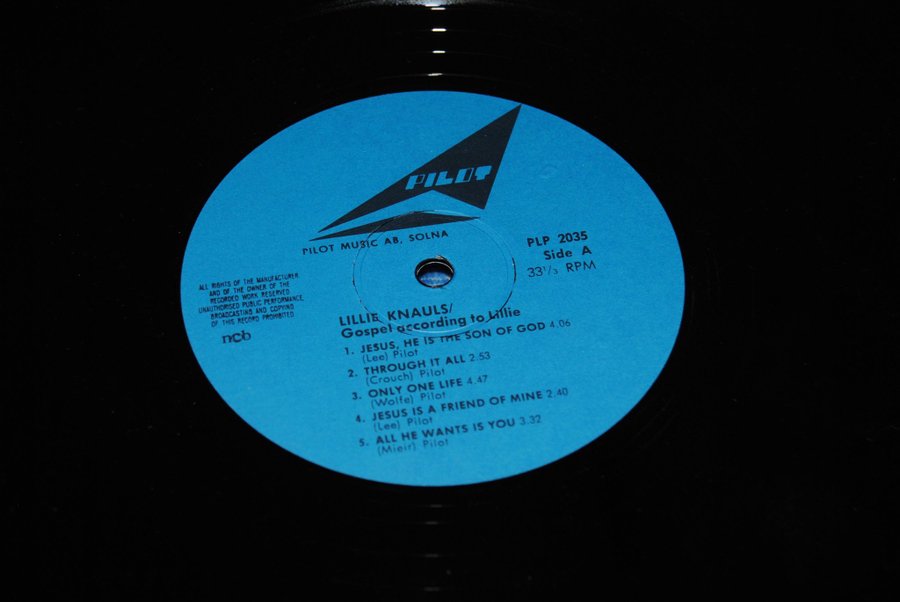 PILOT
PILOT MUSIC AB, SOLNA
PLP 2035
Side A
33⅓ RPM
ALL RIGHTS OF THE MANUFACTURER
AND OF THE OWNER OF THE
RECORDED WORK RESERVED.
UNAUTHORISED PUBLIC PERFORMANCE,
BROADCASTING AND COPYING
OF THIS RECORD PROHIBITED
ncb
LILLIE KNAULS/
Gospel according to Lillie
1. JESUS, HE IS THE SON OF GOD 4.06
(Lee) Pilot
2. THROUGH IT ALL 2.53
(Crouch) Pilot
3. ONLY ONE LIFE 4.47
(Wolfe) Pilot
4. JESUS IS A FRIEND OF MINE 2.40
(Lee) Pilot
5. ALL HE WANTS IS YOU 3.32
(Mieir) Pilot